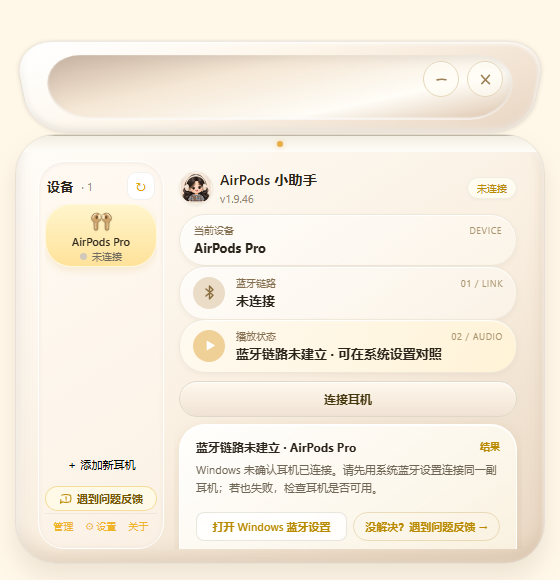 设备 · 1
AirPods Pro
未连接
+ 添加新耳机
遇到问题反馈
管理 设置 关于
AirPods 小助手
v1.9.46
未连接
当前设备
DEVICE
AirPods Pro
蓝牙链路
01 / LINK
未连接
播放状态
02 / AUDIO
蓝牙链路未建立 · 可在系统设置对照
连接耳机
蓝牙链路未建立 · AirPods Pro
结果
Windows 未确认耳机已连接。请先用系统蓝牙设置连接同一副
耳机；若也失败，检查耳机是否可用。
打开 Windows 蓝牙设置
没解决？遇到问题反馈 →